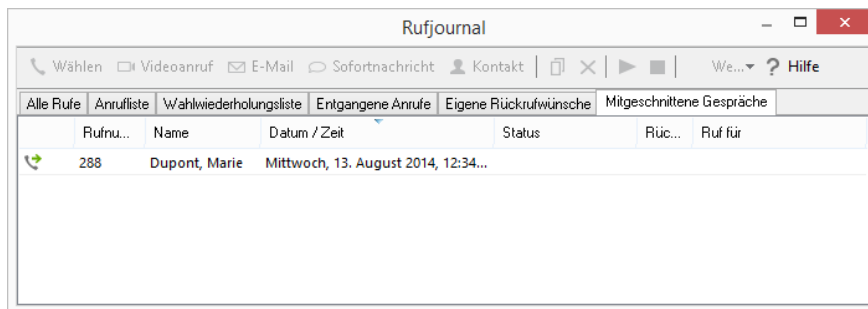 Rufjournal
Wählen Videoanruf E-Mail Sofortnachricht Kontakt We... Hilfe
Alle Rufe Anrufliste Wahlwiederholungsliste Entgangene Anrufe Eigene Rückrufwünsche Mitgeschnittene Gespräche
Rufnu... Name Datum / Zeit Status Rüc... Ruf für
288 Dupont, Marie Mittwoch, 13. August 2014, 12:34...